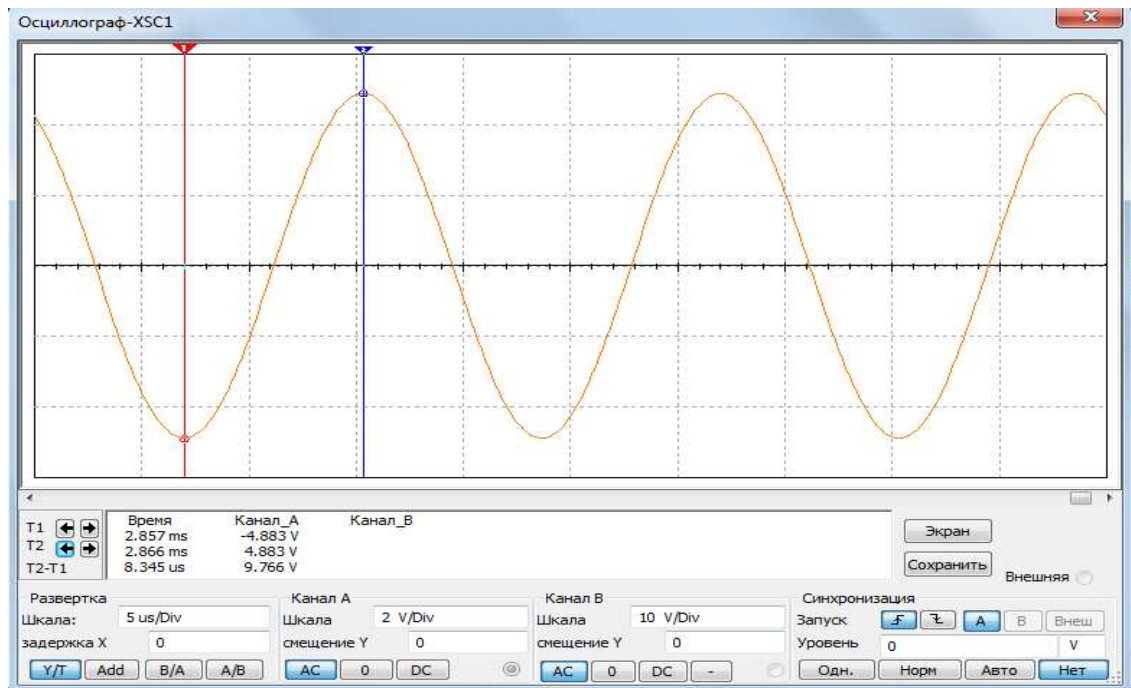 Осциллограф-XSC1
1 2
T1
T2
T2-T1
Время Канал_A Канал_B
2.857 ms -4.883 V
2.866 ms 4.883 V
8.345 us 9.766 V
Экран
Сохранить
Внешняя
Развертка
Шкала: 5 us/Div
задержка X 0
Y/T Add B/A A/B
Канал A
Шкала 2 V/Div
смещение Y 0
AC 0 DC
Канал B
Шкала 10 V/Div
смещение Y 0
AC 0 DC -
Синхронизация
Запуск A B Внеш
Уровень 0 V
Одн. Норм Авто Нет